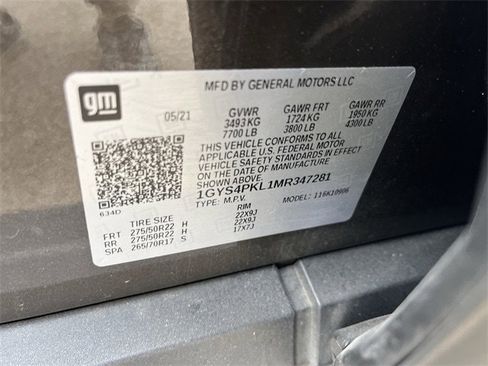 gm
MFD BY GENERAL MOTORS LLC
05/21 GVWR GAWR FRT GAWR RR
3493 KG 1724 KG 1950 KG
7700 LB 3800 LB 4300 LB
THIS VEHICLE CONFORMS TO ALL
APPLICABLE U.S. FEDERAL MOTOR
VEHICLE SAFETY STANDARDS IN EFFECT
ON THE DATE OF MANUFACTURE
SHOWN ABOVE.
1GYS4PKL1MR347281
TYPE: M.P.V. MODEL: 116K10906
634D
TIRE SIZE RIM
FRT 275/50R22 H 22X9J
RR 275/50R22 H 22X9J
SPA 265/70R17 S 17X7J